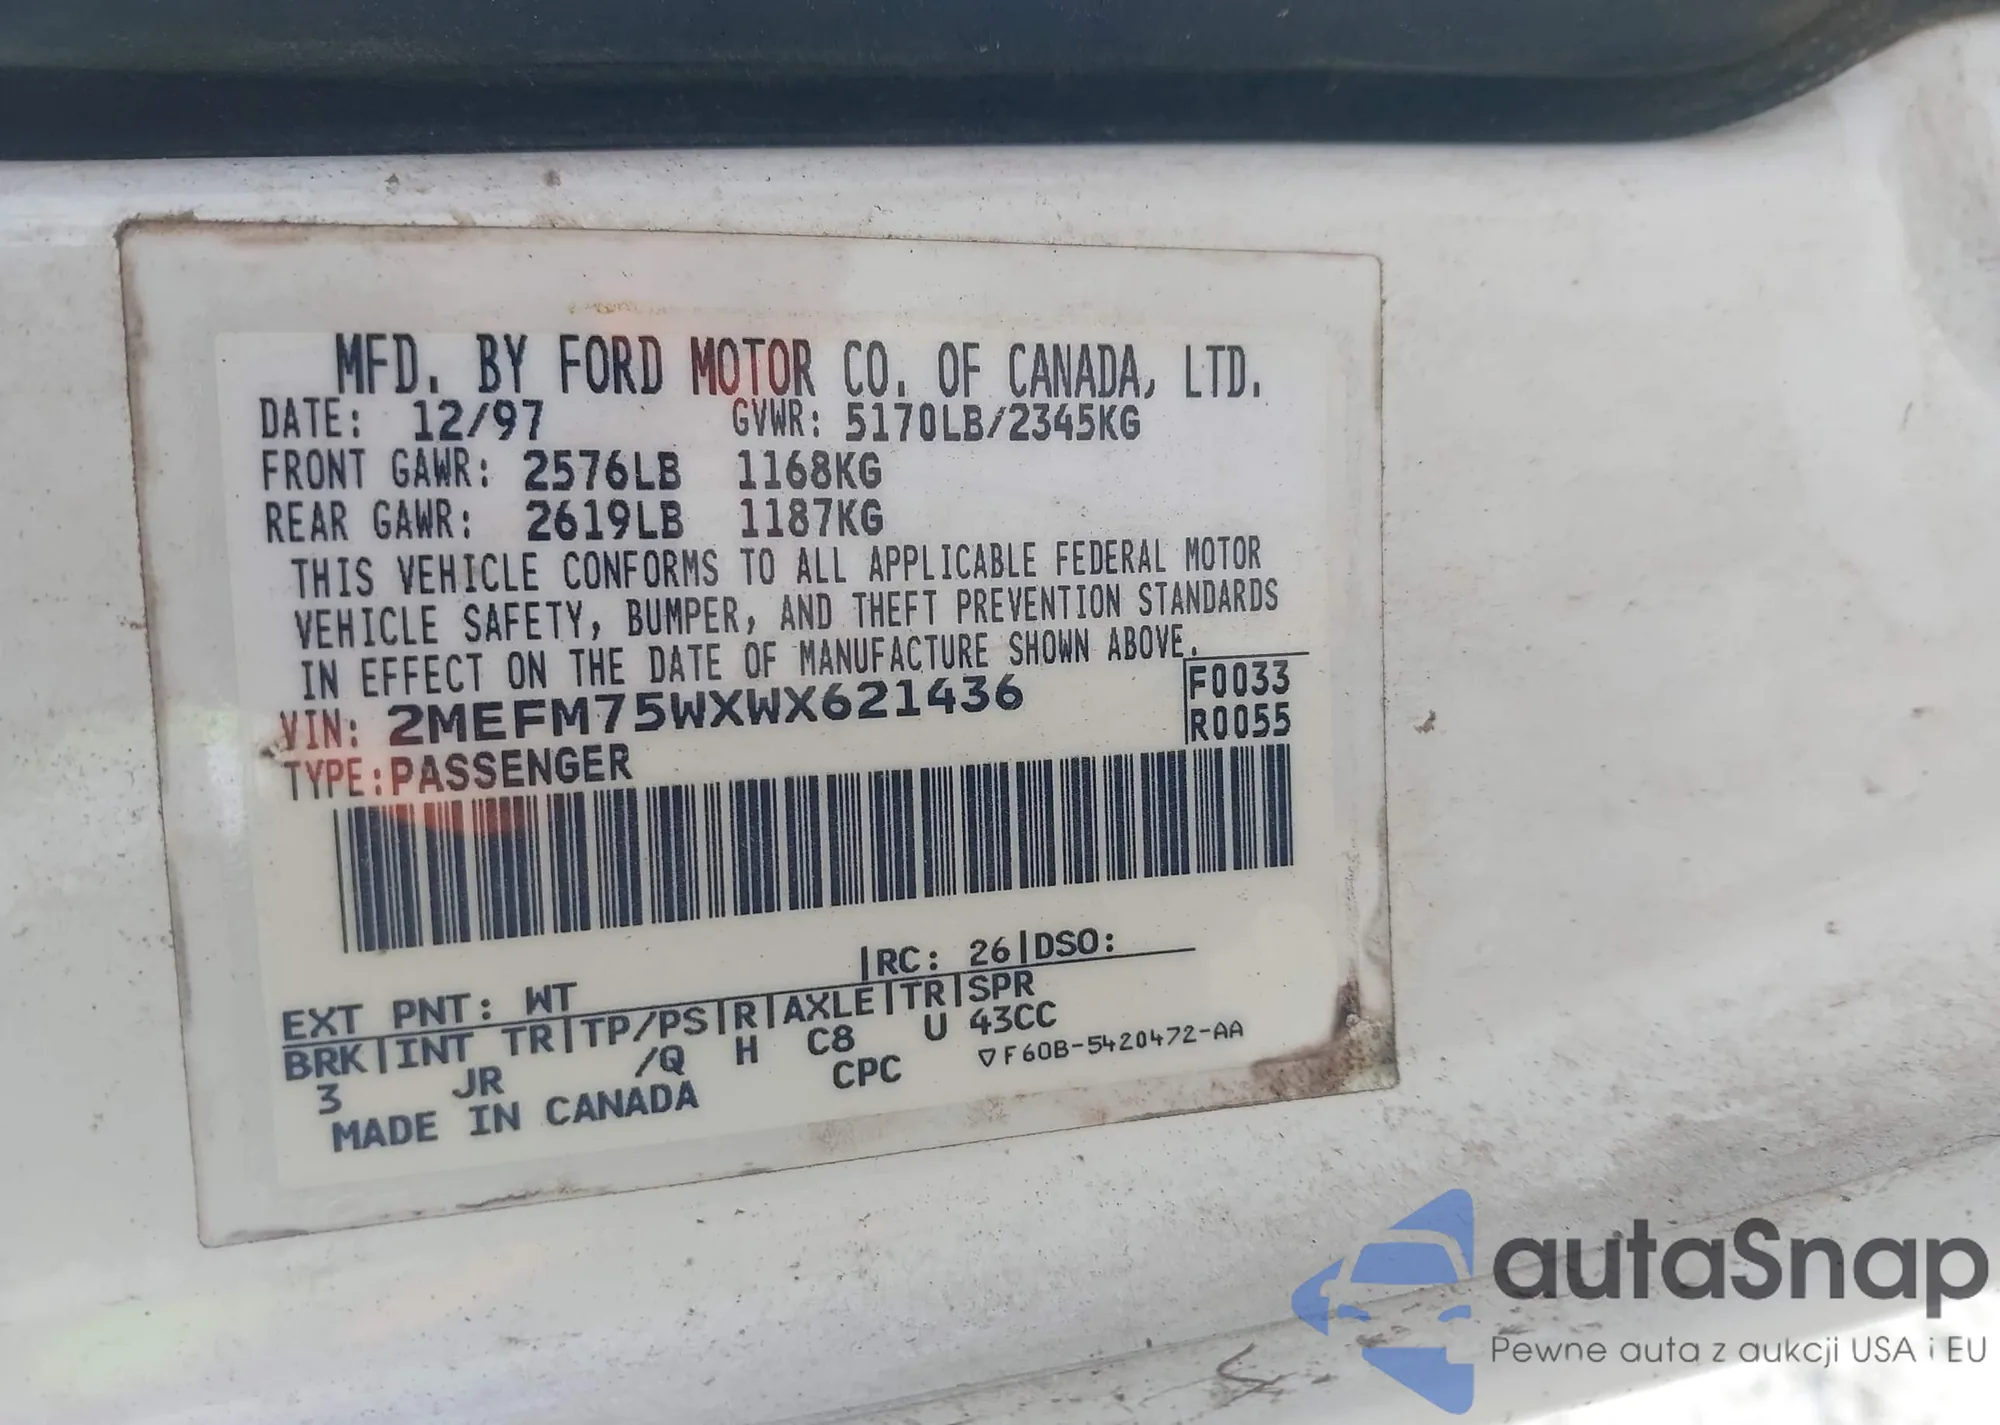 MFD. BY FORD MOTOR CO. OF CANADA, LTD.
DATE: 12/97 GVWR: 5170LB/2345KG
FRONT GAWR: 2576LB 1168KG
REAR GAWR: 2619LB 1187KG
THIS VEHICLE CONFORMS TO ALL APPLICABLE FEDERAL MOTOR
VEHICLE SAFETY, BUMPER, AND THEFT PREVENTION STANDARDS
IN EFFECT ON THE DATE OF MANUFACTURE SHOWN ABOVE.
VIN: 2MEFM75WXWX621436
F0033
R0055
TYPE: PASSENGER
EXT PNT: WT |RC: 26|DSO:
BRK|INT TR|TP/PS|R|AXLE|TR|SPR
3 JR /Q H C8 U 43CC
MADE IN CANADA CPC ▽F60B-5420472-AA
autaSnap
Pewne auta z aukcji USA i EU